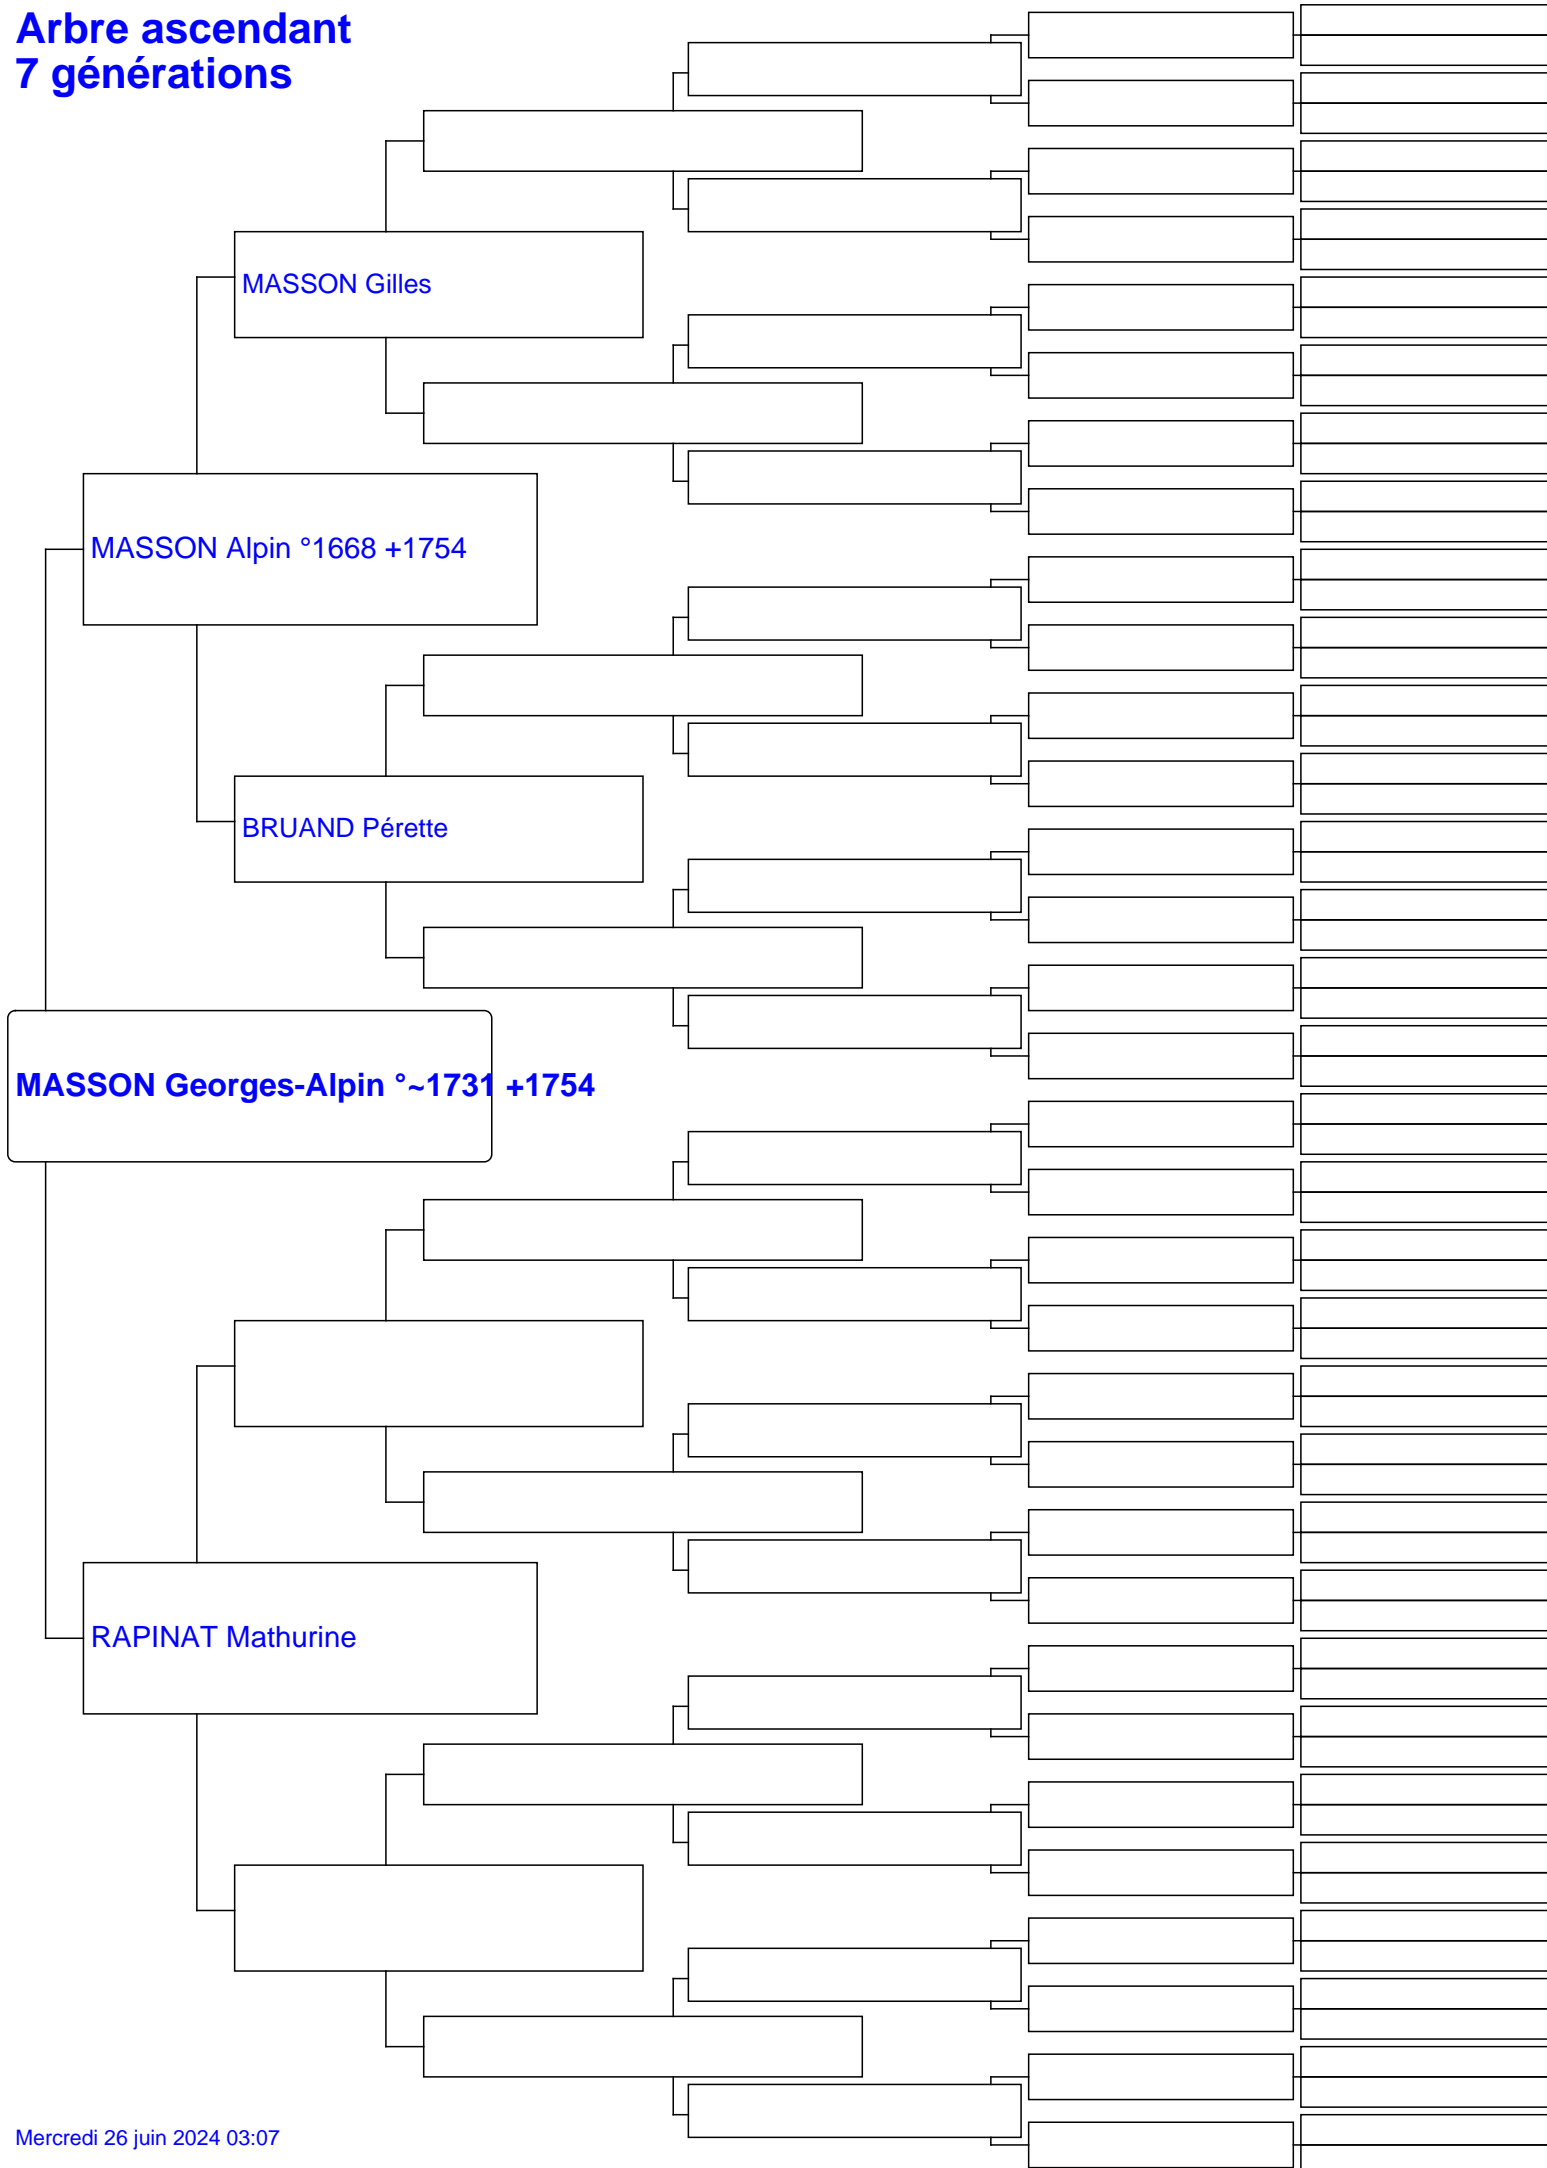 Arbre ascendant
7 générations
MASSON Gilles
MASSON Alpin °1668 +1754
BRUAND Pérette
MASSON Georges-Alpin °~1731 +1754
RAPINAT Mathurine
Mercredi 26 juin 2024 03:07